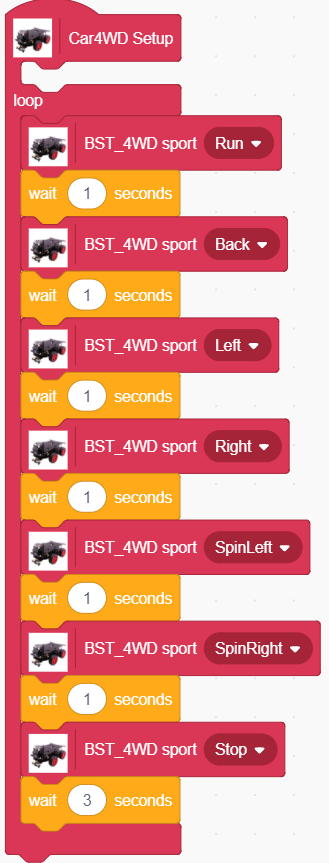 Car4WD Setup
loop
BST_4WD sport Run
wait 1 seconds
BST_4WD sport Back
wait 1 seconds
BST_4WD sport Left
wait 1 seconds
BST_4WD sport Right
wait 1 seconds
BST_4WD sport SpinLeft
wait 1 seconds
BST_4WD sport SpinRight
wait 1 seconds
BST_4WD sport Stop
wait 3 seconds